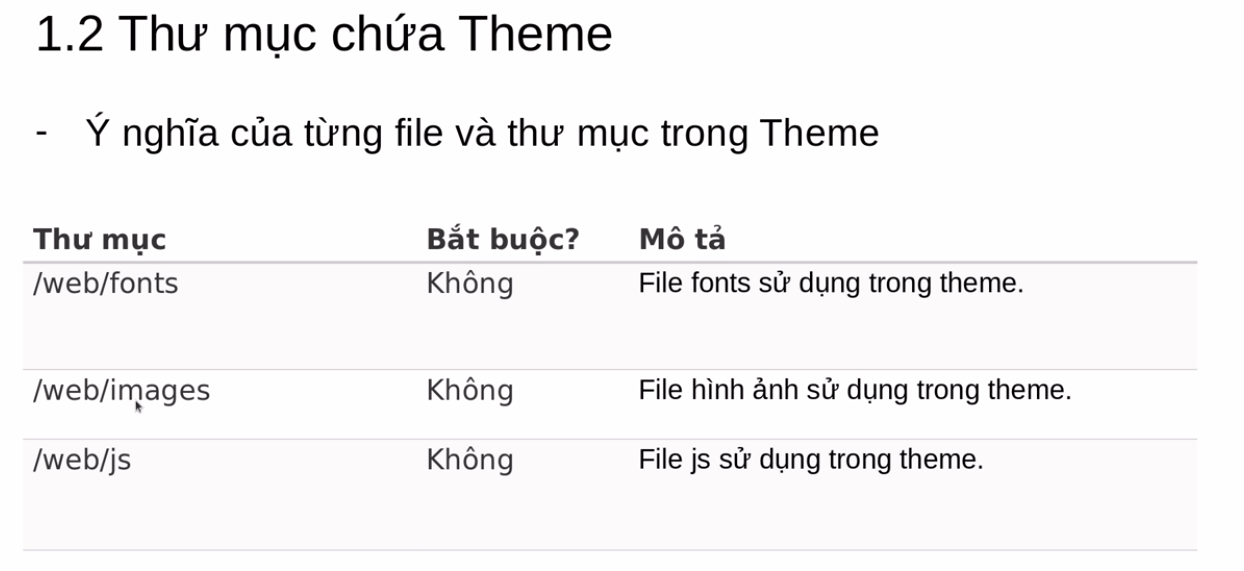 1.2 Thư mục chứa Theme
- Ý nghĩa của từng file và thư mục trong Theme
Thư mục Bắt buộc? Mô tả
/web/fonts Không File fonts sử dụng trong theme.
/web/images Không File hình ảnh sử dụng trong theme.
/web/js Không File js sử dụng trong theme.